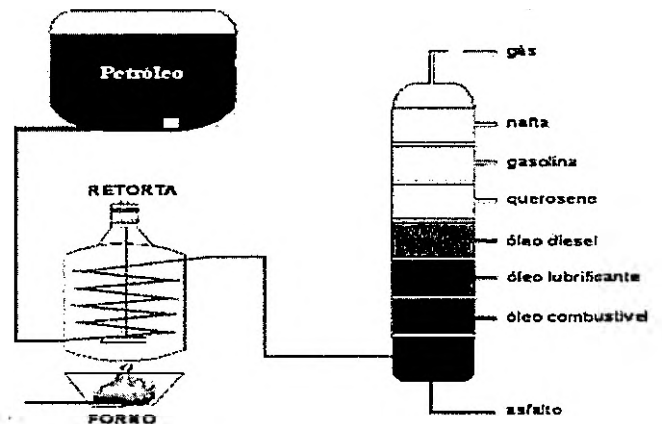 Petróleo
RETORTA
FORNO
gás
nafta
gasolina
querosene
óleo diesel
óleo lubrificante
óleo combustível
asfalto